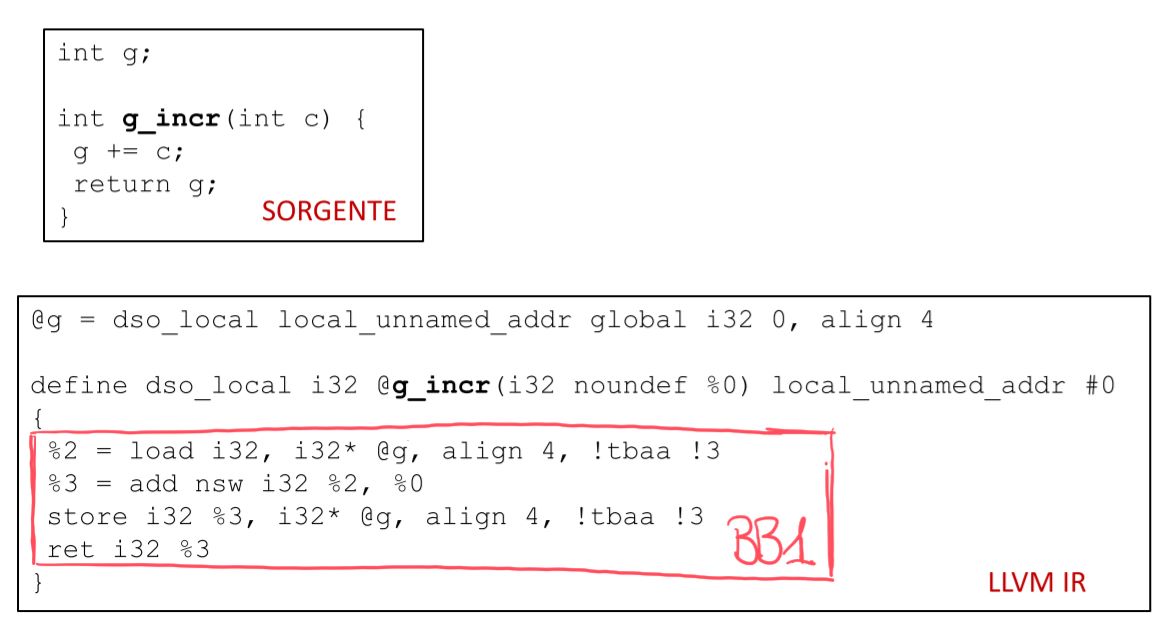 int g;
int g_incr(int c) {
g += c;
return g;
}
SORGENTE
@g = dso_local local_unnamed_addr global i32 0, align 4
define dso_local i32 @g_incr(i32 noundef %0) local_unnamed_addr #0
{
%2 = load i32, i32* @g, align 4, !tbaa !3
%3 = add nsw i32 %2, %0
store i32 %3, i32* @g, align 4, !tbaa !3
ret i32 %3
BB1
}
LLVM IR